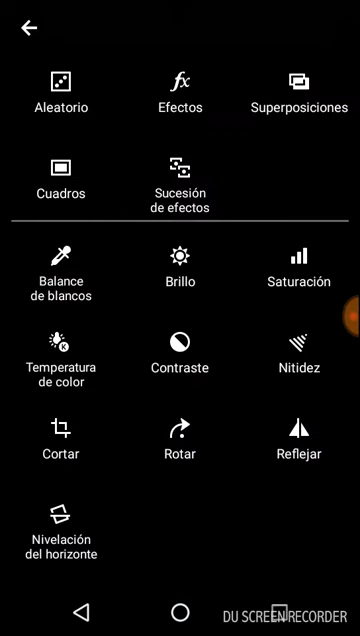 Aleatorio
Efectos
Superposiciones
Cuadros
Sucesión
de efectos
Balance
de blancos
Brillo
Saturación
Temperatura
de color
Contraste
Nitidez
Cortar
Rotar
Reflejar
Nivelación
del horizonte
DU SCREEN RECORDER